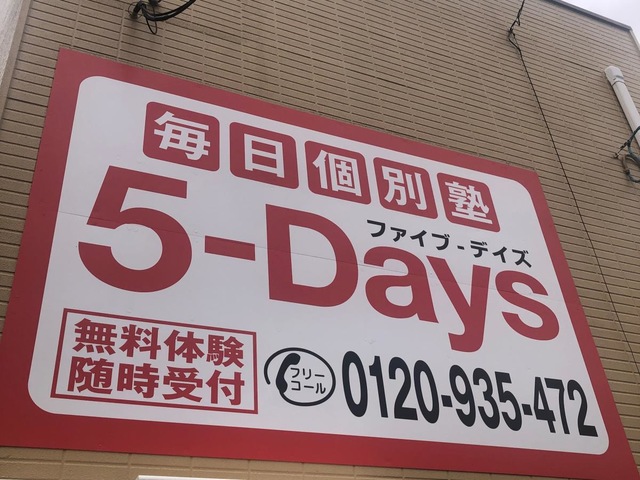 毎日個別塾
5-Days
ファイブ-デイズ
無料体験
随時受付
フリー
コール
0120-935-472